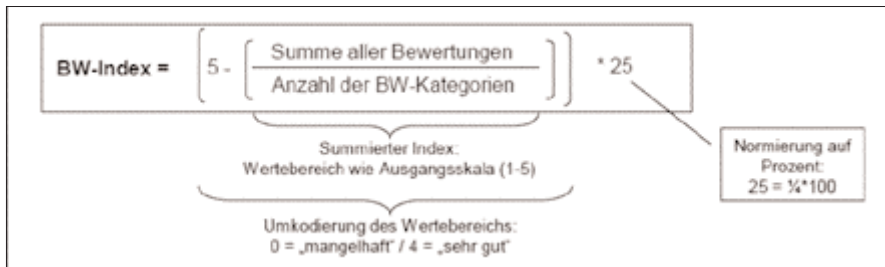 BW-Index = ( 5 - ( Summe aller Bewertungen
Anzahl der BW-Kategorien ) ) * 25
Summierter Index:
Wertebereich wie Ausgangsskala (1-5)
Normierung auf
Prozent:
25 = ¼*100
Umkodierung des Wertebereichs:
0 = „mangelhaft“ / 4 = „sehr gut“